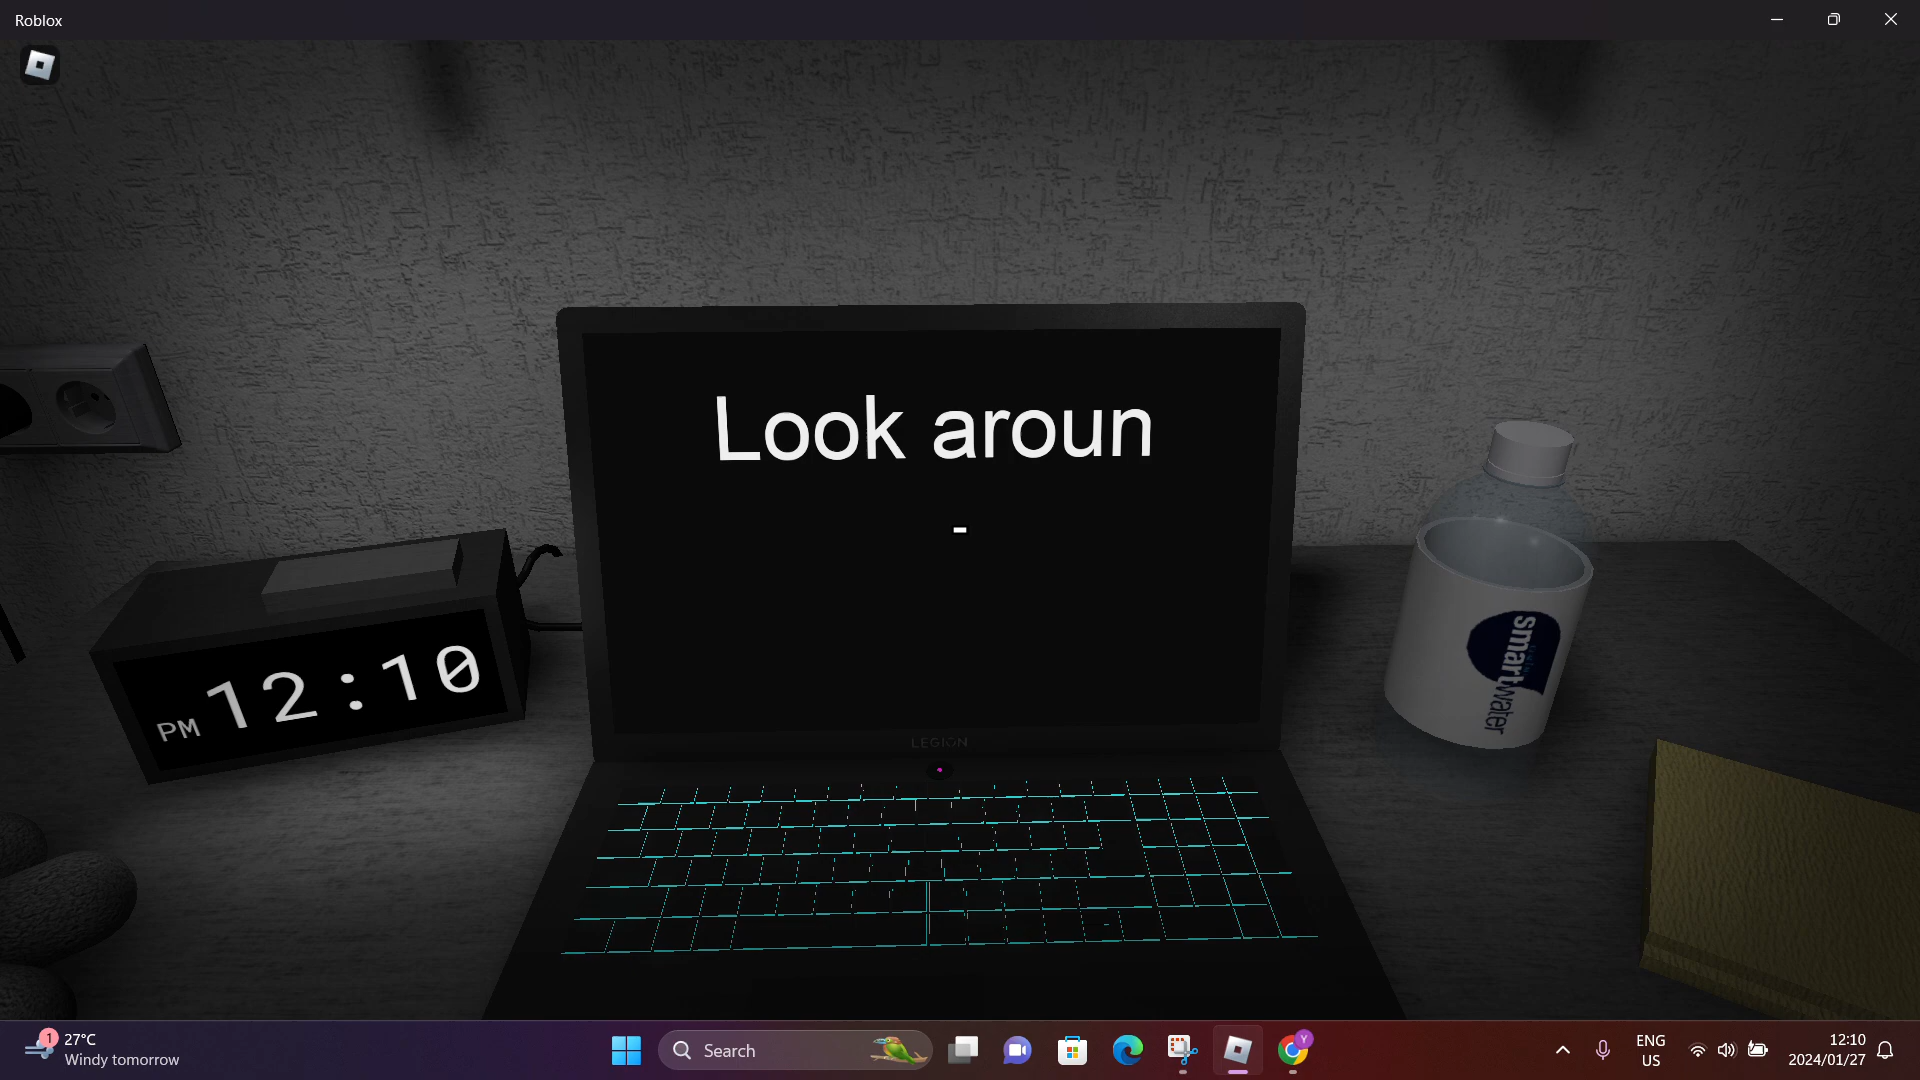 Roblox
Look aroun
-
PM 12:10
LEGION
smartwater
1
27°C
Windy tomorrow
Search
Y
ENG
US
12:10
2024/01/27